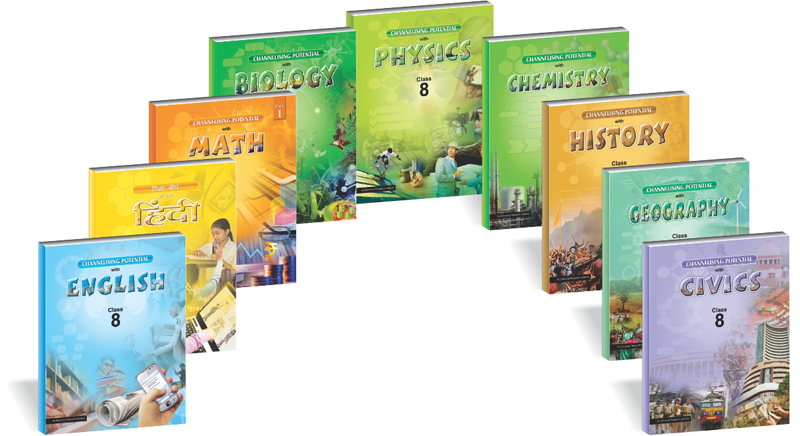 CHANNELISING POTENTIAL
with
PHYSICS
Class
8
CHANNELISING POTENTIAL
with
BIOLOGY
CHANNELISING POTENTIAL
with
CHEMISTRY
CHANNELISING POTENTIAL
with
MATH
Part
1
CHANNELISING POTENTIAL
with
HISTORY
Class
हिंदी
CHANNELISING POTENTIAL
with
GEOGRAPHY
Class
CHANNELISING POTENTIAL
with
ENGLISH
Class
8
CHANNELISING POTENTIAL
with
CIVICS
Class
8